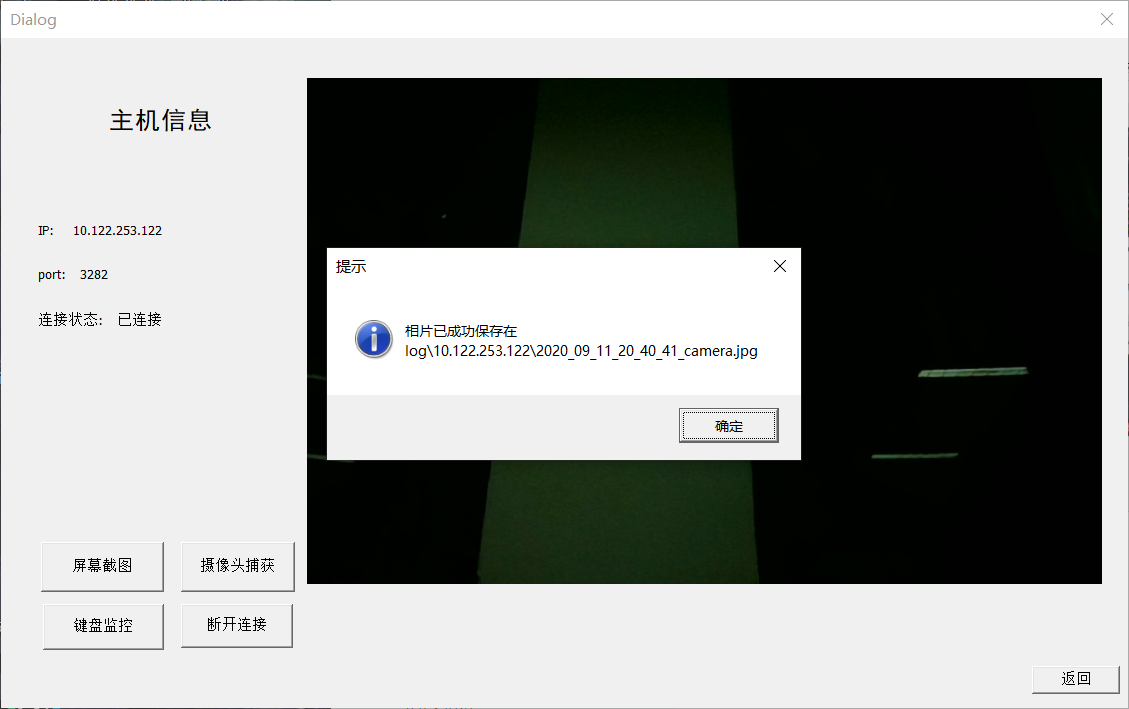 Dialog
主机信息
IP: 10.122.253.122
port: 3282
连接状态: 已连接
提示
相片已成功保存在
log\10.122.253.122\2020_09_11_20_40_41_camera.jpg
确定
屏幕截图
摄像头捕获
键盘监控
断开连接
返回